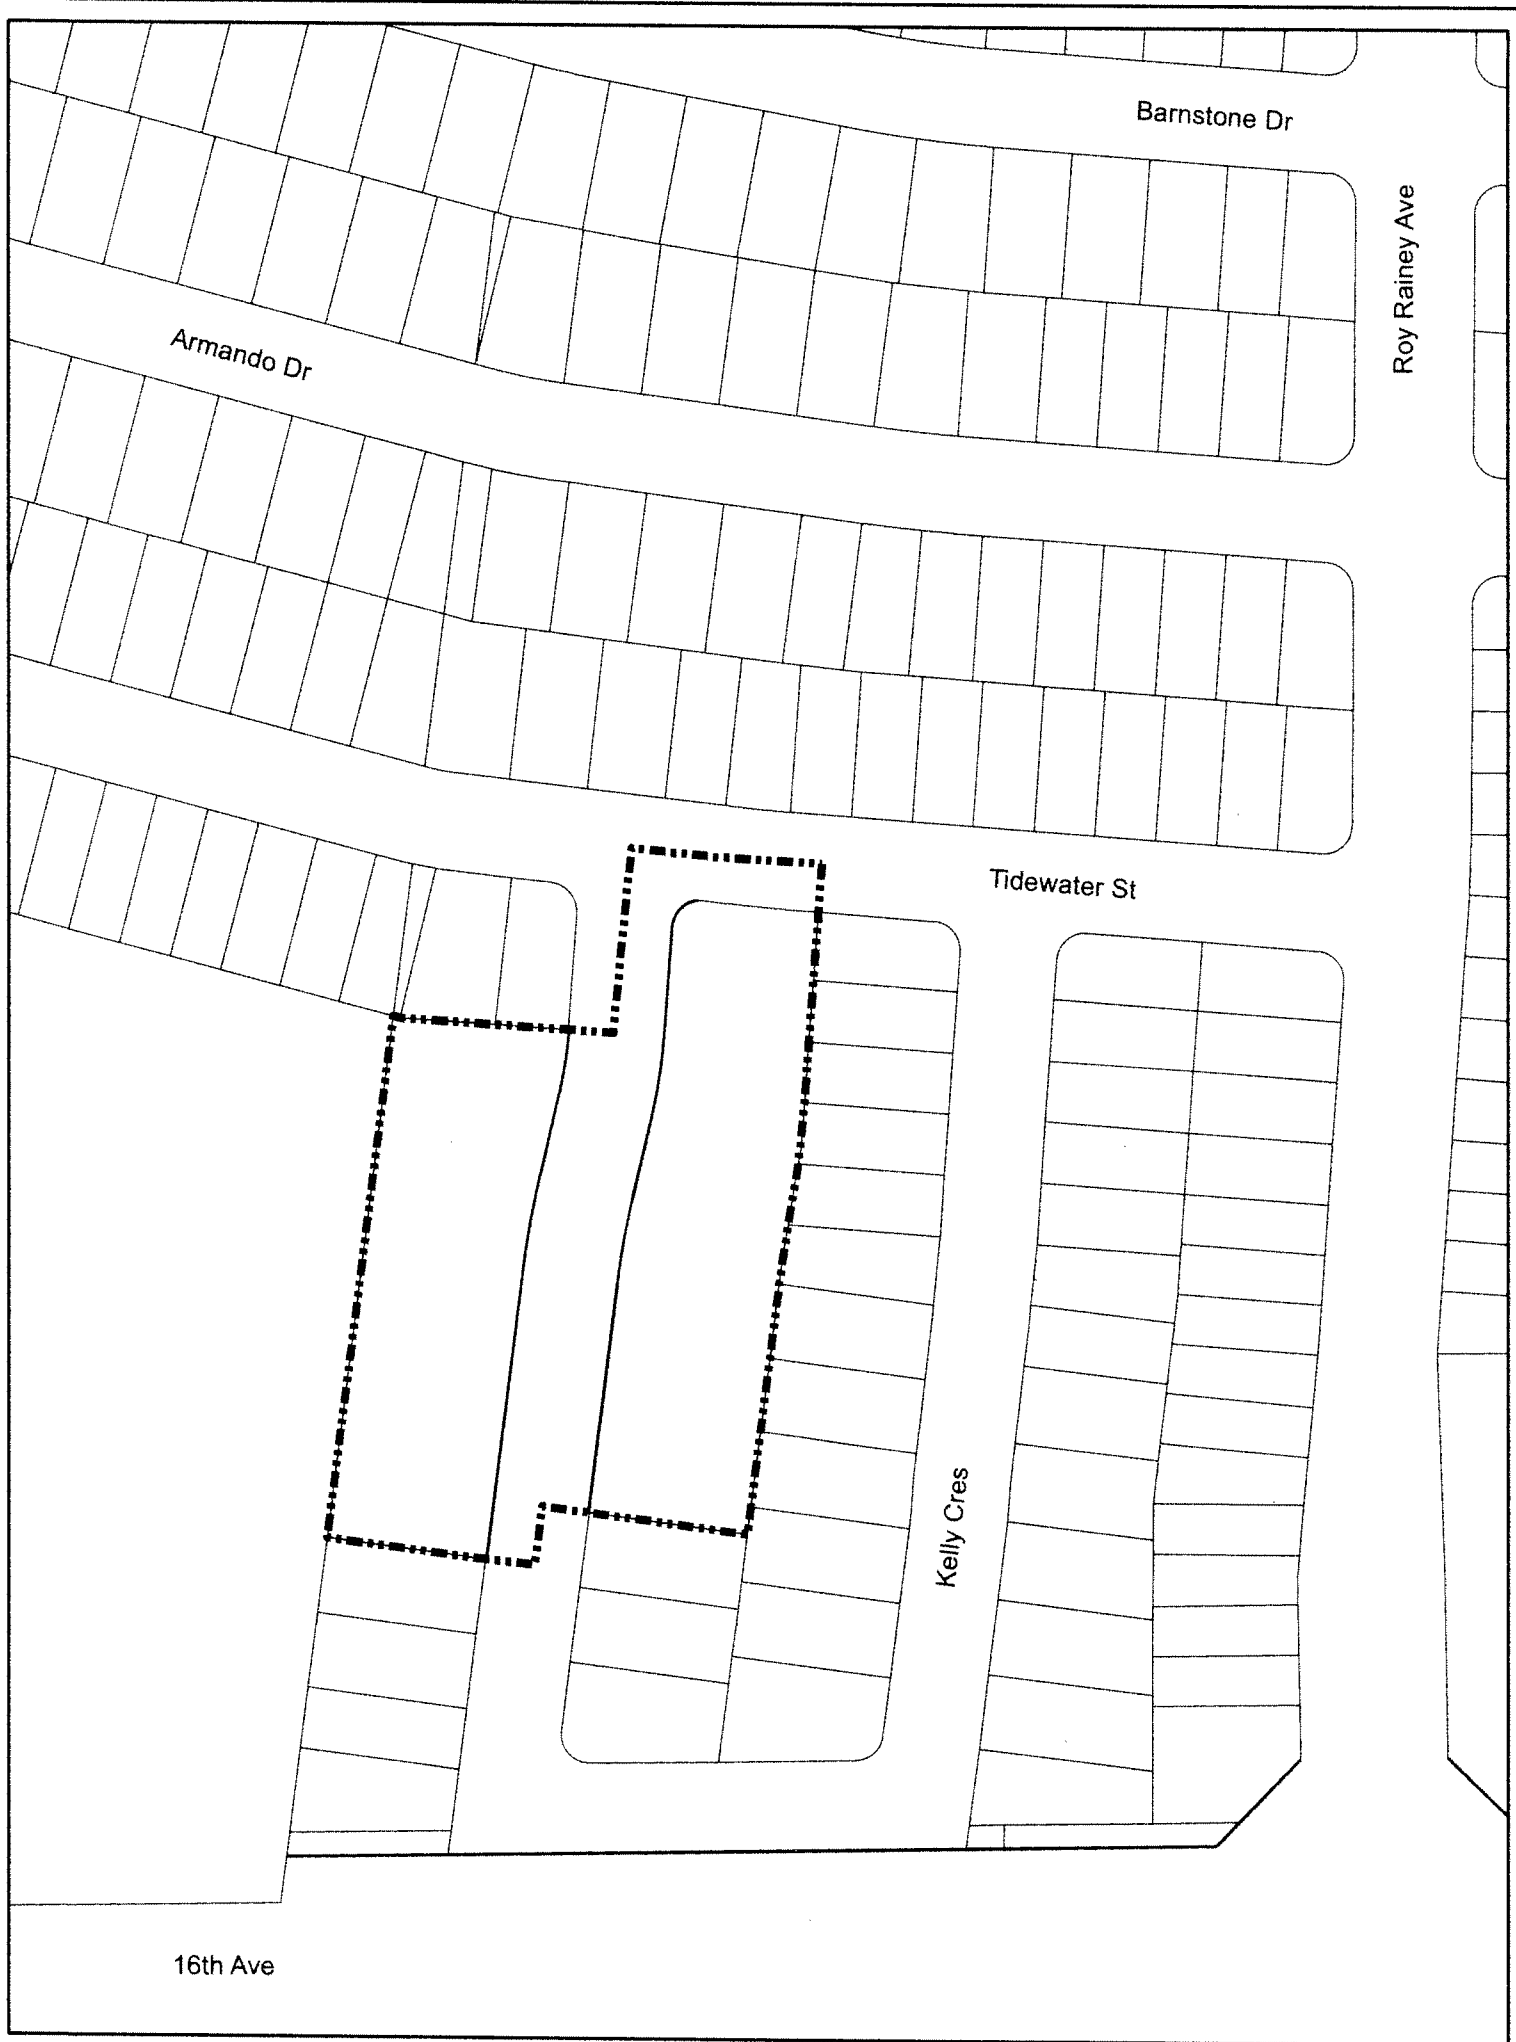 Barnstone Dr
Roy Rainey Ave
Armando Dr
Tidewater St
Kelly Cres
16th Ave